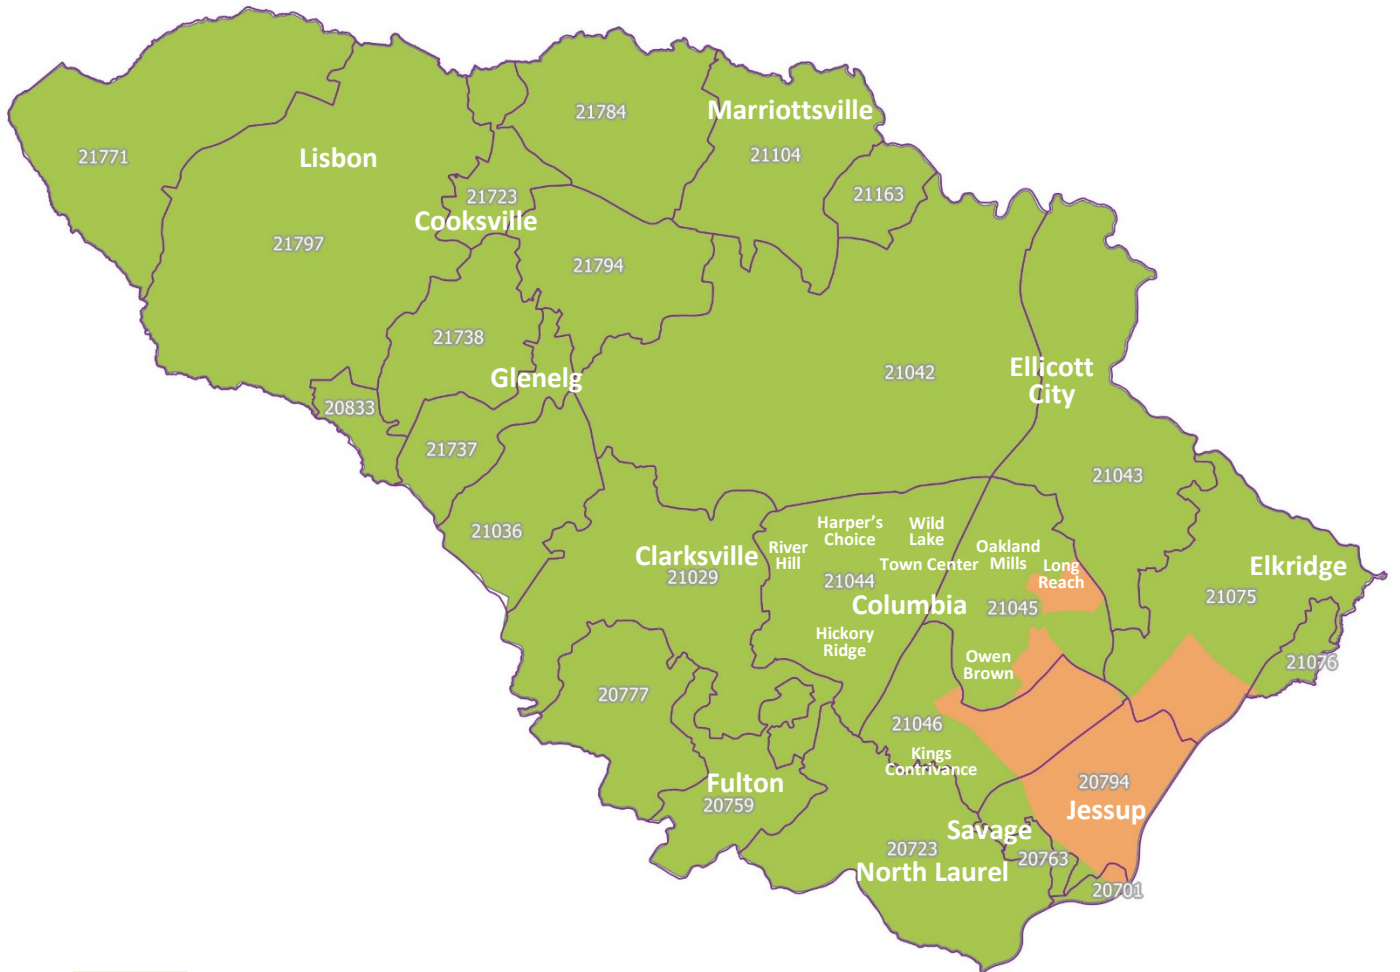 21784
Marriottsville
21771
Lisbon
21104
21723
21163
Cooksville
21797
21794
21738
Glenelg
21042
Ellicott
City
20833
21737
21043
21036
Harper's
Choice
Wild
Lake
River
Hill
Oakland
Mills
Clarksville
21029
21044
Town Center
Long
Reach
Elkridge
21075
Columbia
21045
Hickory
Ridge
Owen
Brown
21076
20777
21046
Kings
Contrivance
Fulton
20759
20794
Jessup
Savage
20723
20763
North Laurel
20701